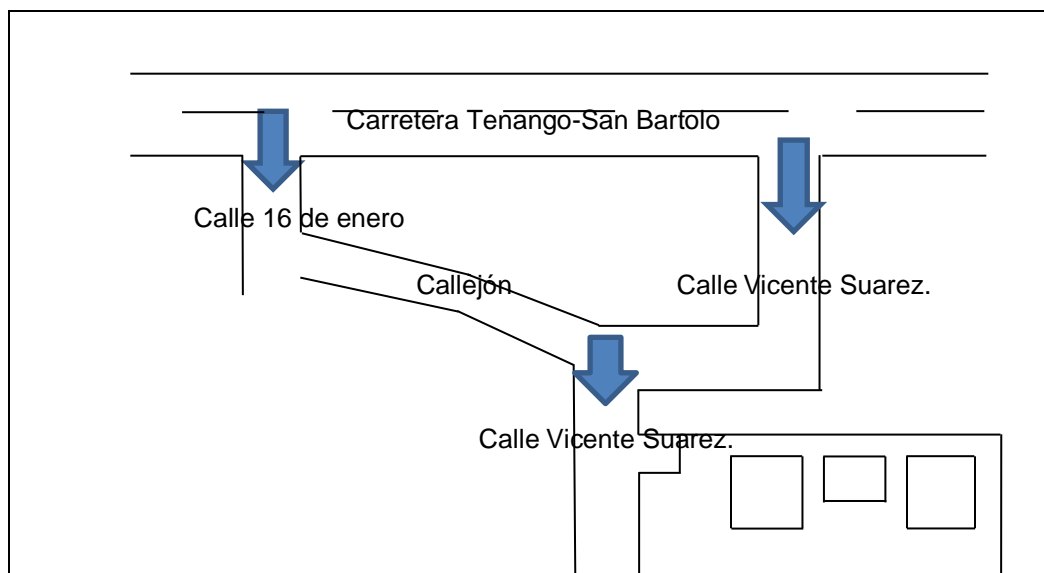 Carretera Tenango-San Bartolo
Calle 16 de enero
Callejón
Calle Vicente Suarez.
Calle Vicente Suarez.